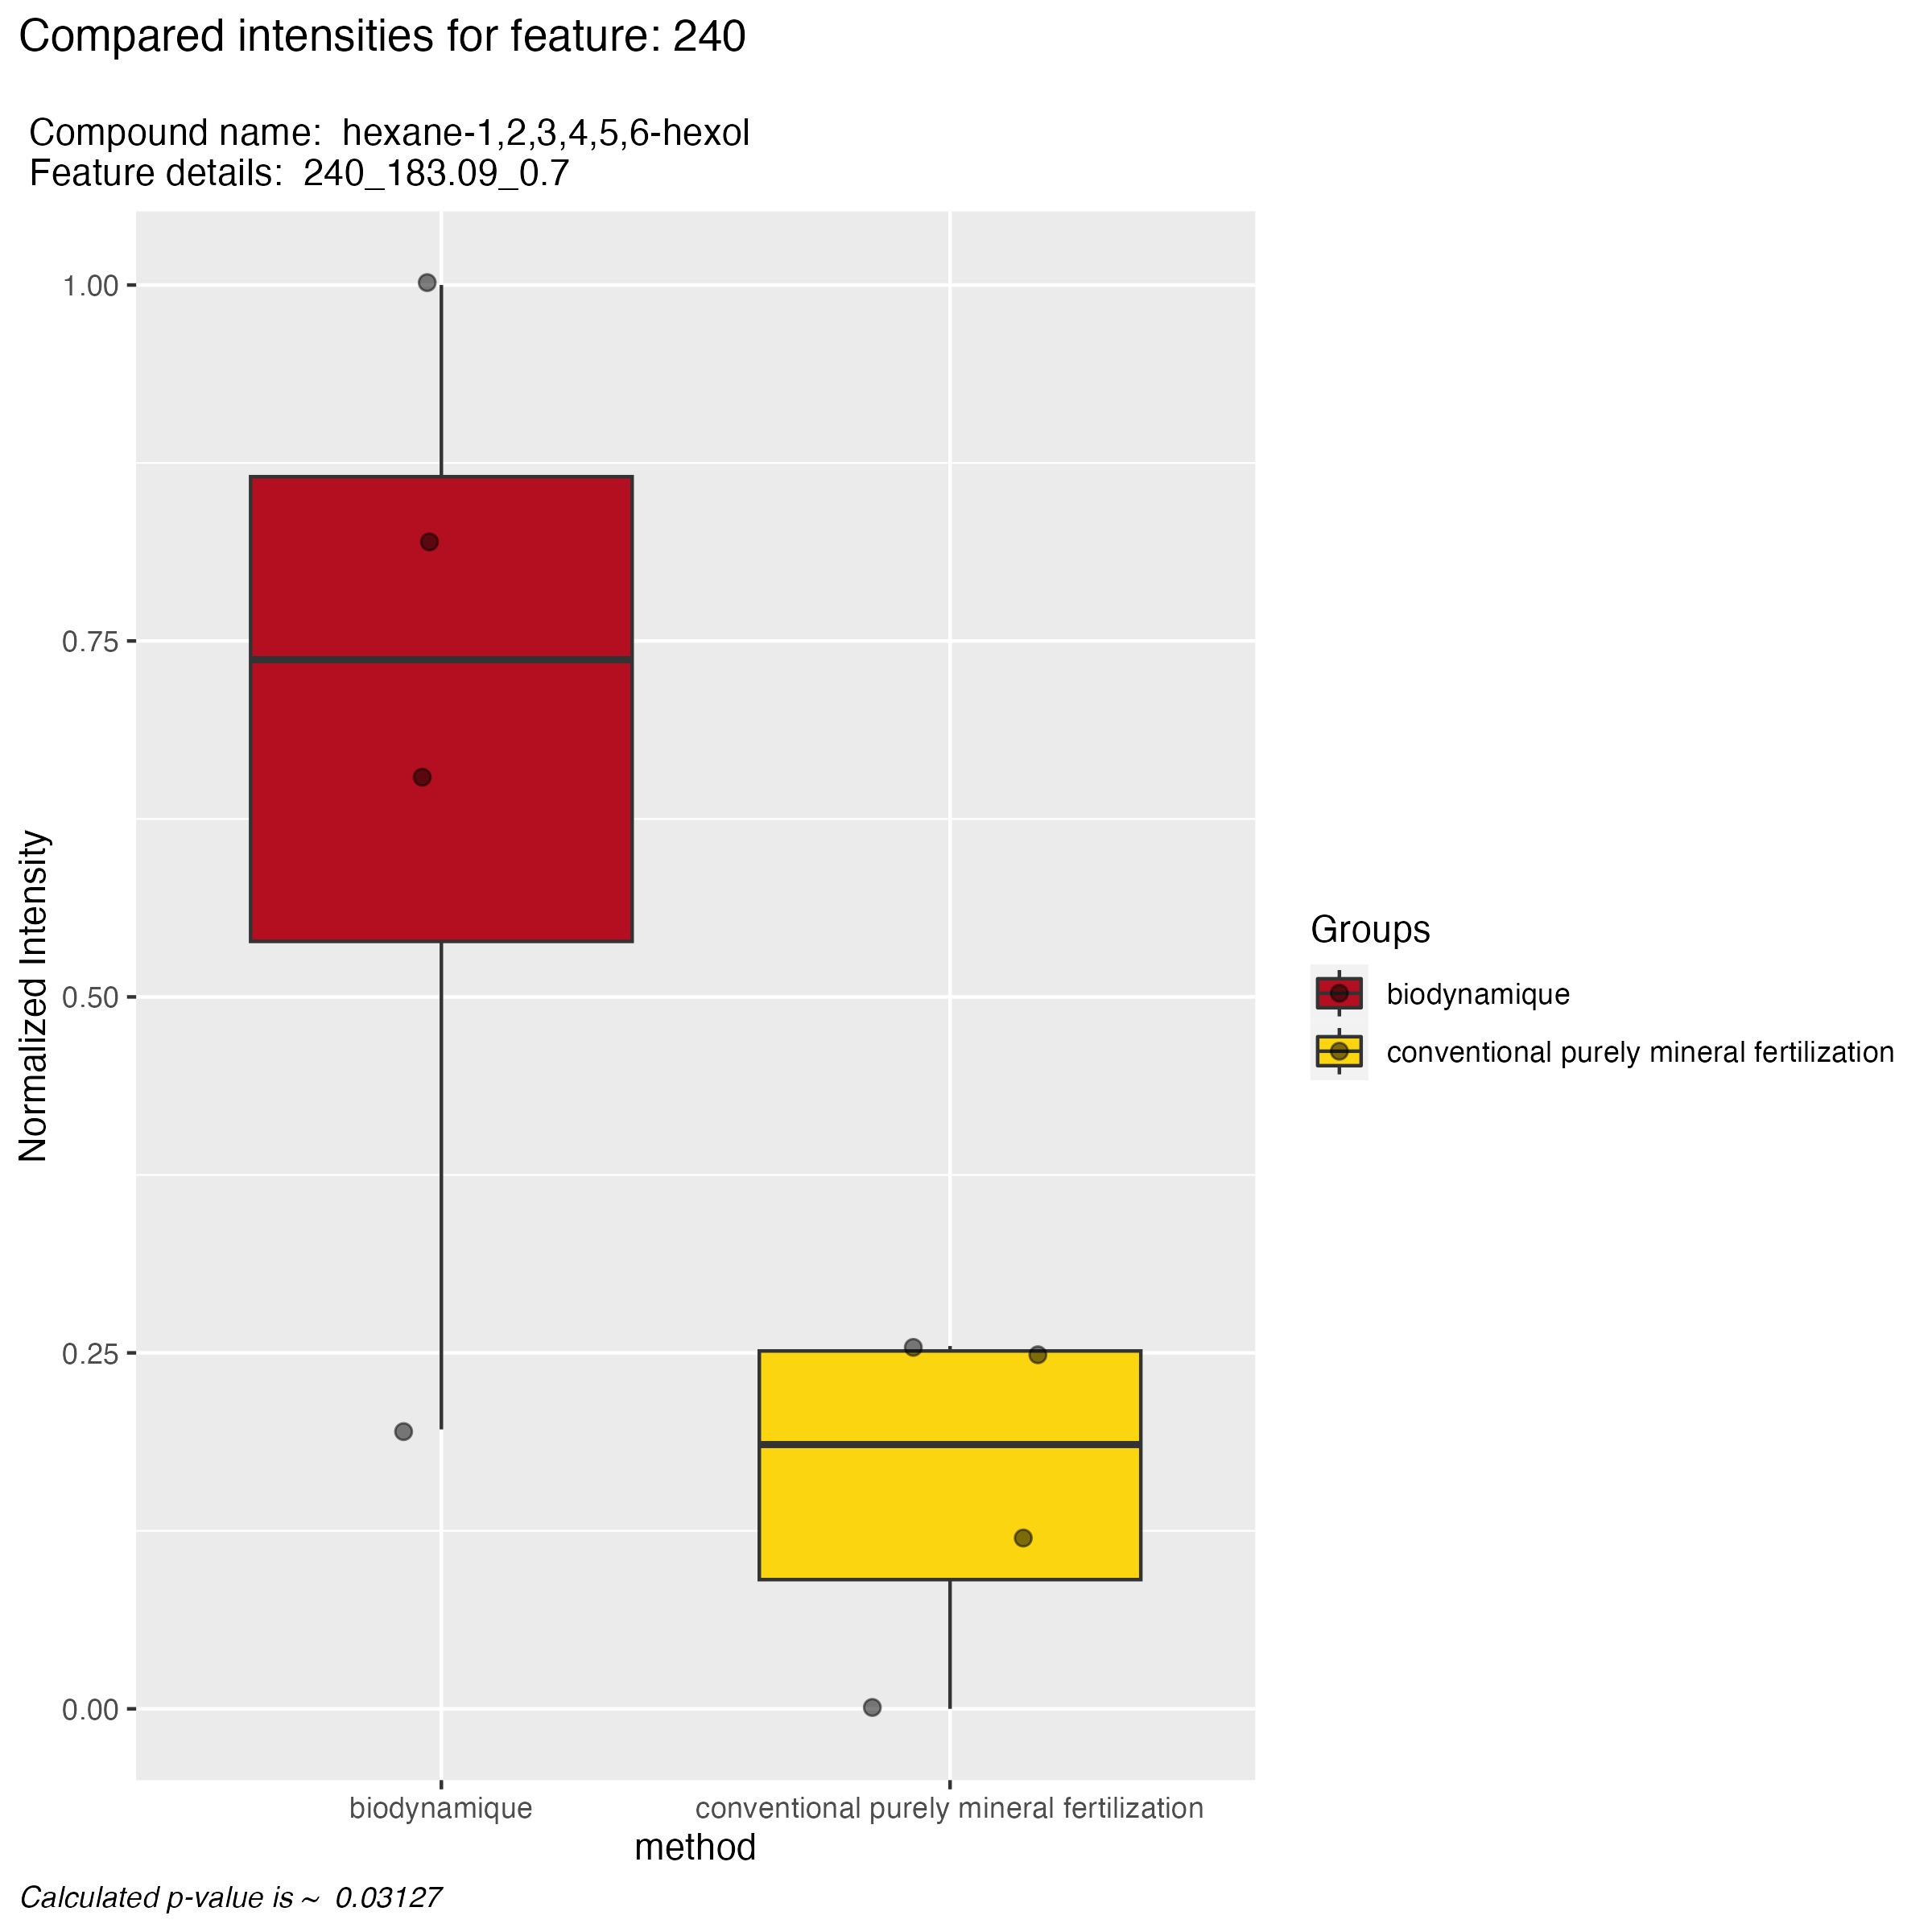 Compared intensities for feature: 240
Compound name:  hexane-1,2,3,4,5,6-hexol
Feature details:  240_183.09_0.7
Normalized Intensity
1.00
0.75
0.50
0.25
0.00
biodynamique
conventional purely mineral fertilization
method
Groups
biodynamique
conventional purely mineral fertilization
Calculated p-value is ~  0.03127